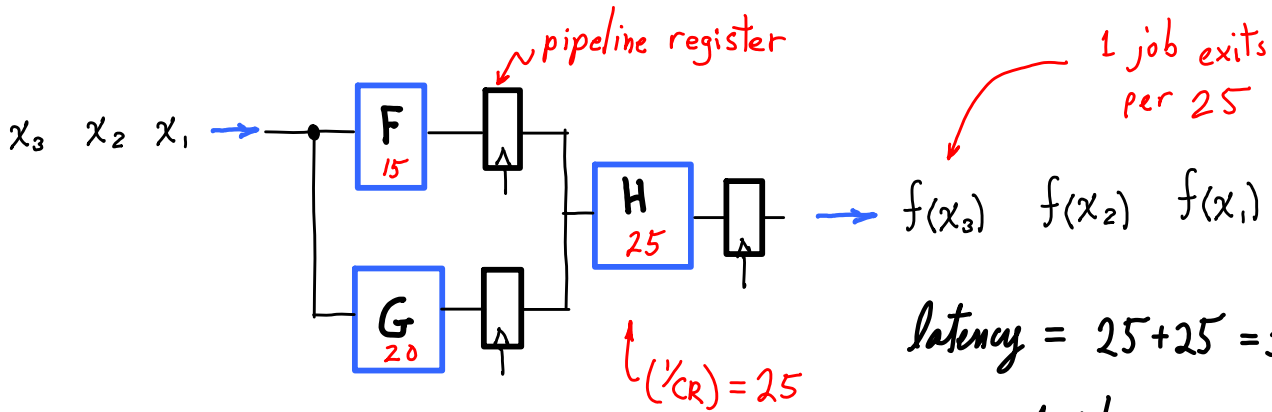 pipeline register
1 job exits
per 25
x₃ x₂ x₁
F
15
H
25
f(x₃) f(x₂) f(x₁)
G
20
latency = 25+25 =
(1/CR) = 25